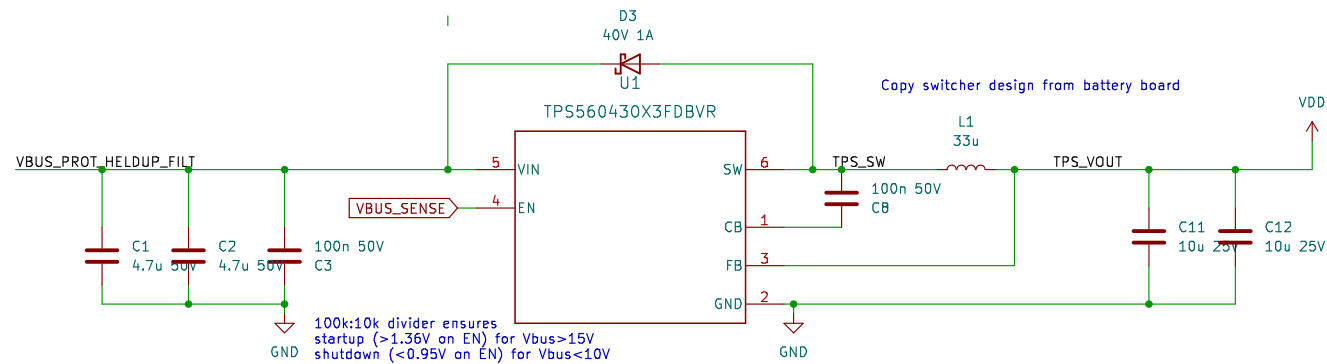 D3
40V 1A
U1
TPS560430X3FDBVR
Copy switcher design from battery board
VDD
L1
33u
VBUS_PROT_HELDUP_FILT
5
VIN
SW
6
TPS_SW
TPS_VOUT
100n 50V
C8
VBUS_SENSE
4
EN
CB
1
C1
4.7u 50V
C2
4.7u 50V
100n 50V
C3
FB
3
C11
10u 25V
C12
10u 25V
GND
2
GND
100k:10k divider ensures
startup (>1.36V on EN) for Vbus>15V
shutdown (<0.95V on EN) for Vbus<10V
GND